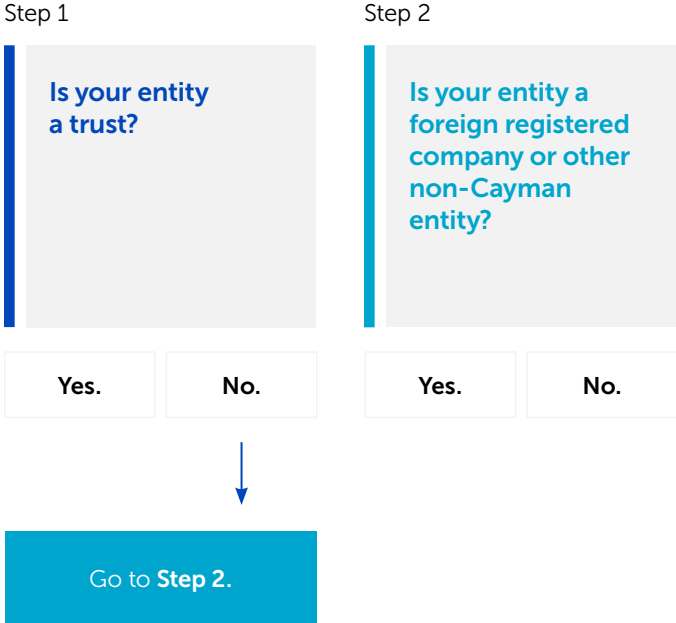 Step 1
Is your entity
a trust?
Yes.
No.
Go to Step 2.
Step 2
Is your entity a
foreign registered
company or other
non-Cayman
entity?
Yes.
No.